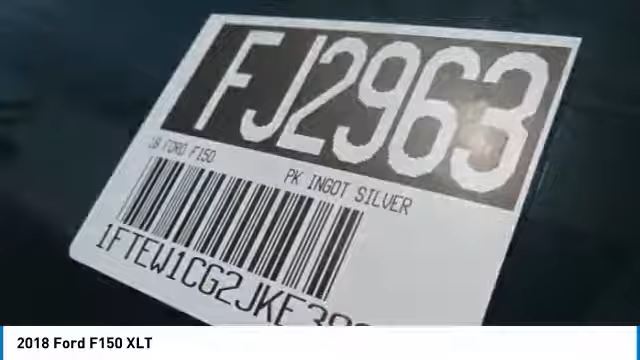 FJ2963
18 FORD F150
PK INGOT SILVER
1FTEW1CG2JKE3
2018 Ford F150 XLT